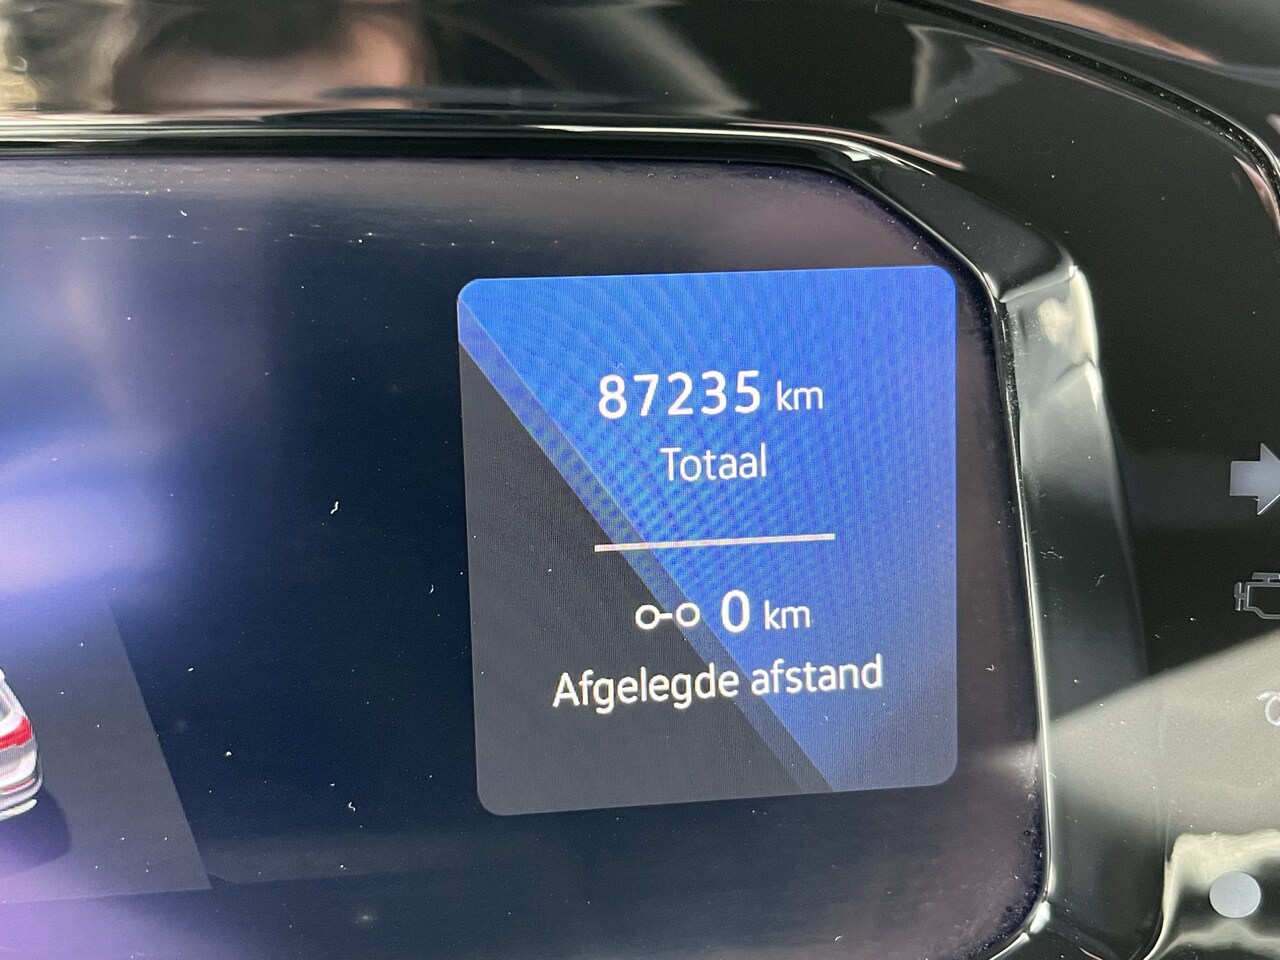 87235 km
Totaal
0 km
Afgelegde afstand